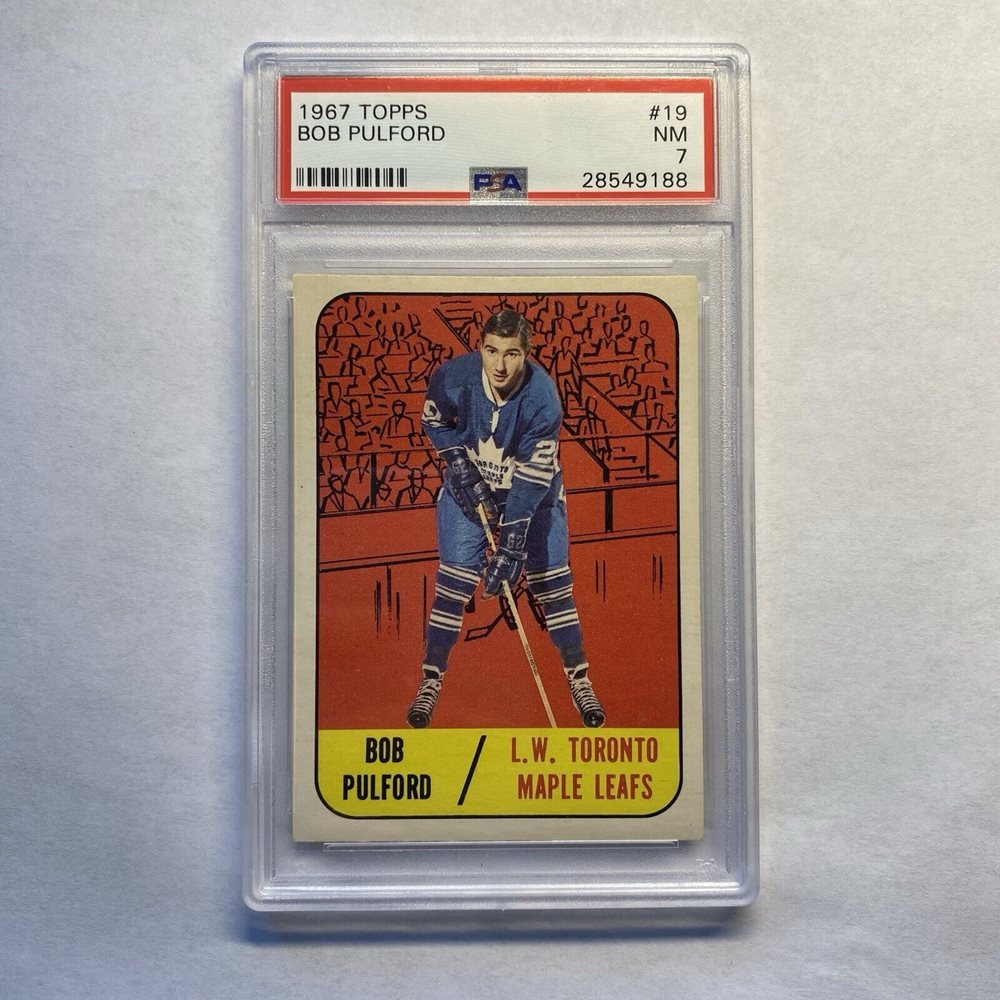 1967 TOPPS #19
BOB PULFORD NM
7
PSA 28549188
TORONTO
MAPLE
LEAFS
BOB / L.W. TORONTO
PULFORD MAPLE LEAFS